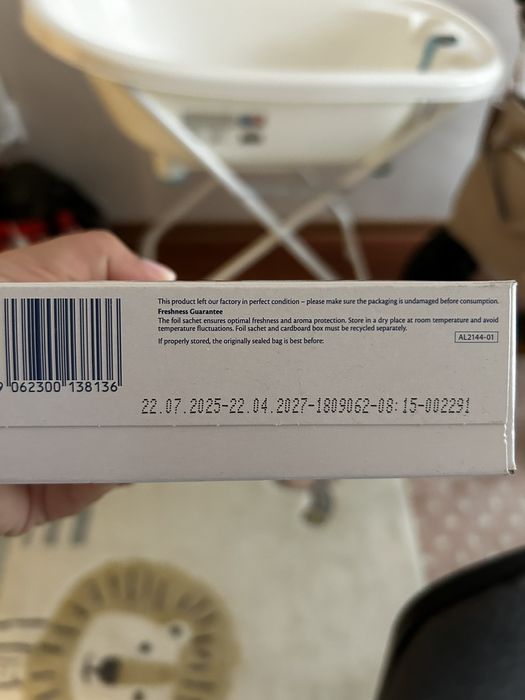 This product left our factory in perfect condition – please make sure the packaging is undamaged before consumption.
Freshness Guarantee
The foil sachet ensures optimal freshness and aroma protection. Store in a dry place at room temperature and avoid
temperature fluctuations. Foil sachet and cardboard box must be recycled separately.
If properly stored, the originally sealed bag is best before:
AL2144-01
9 062300 138136
22.07.2025-22.04.2027-1809062-08:15-002291